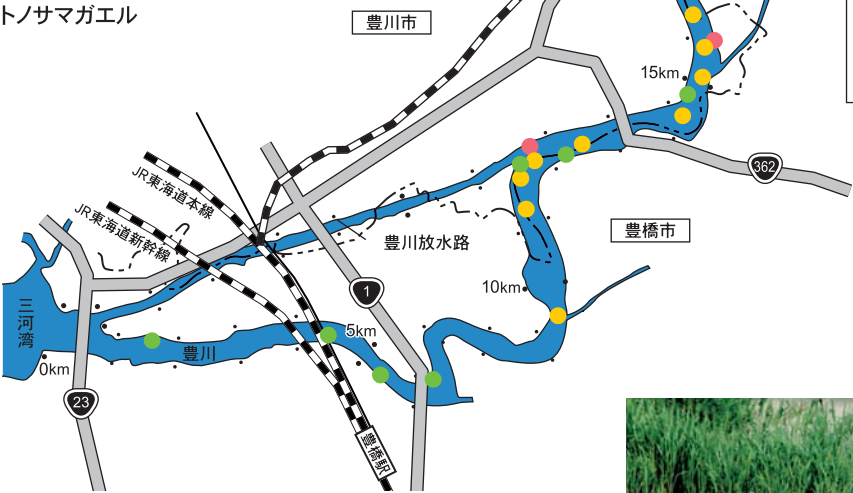 トノサマガエル
豊川市
15km
362
JR東海道本線
JR東海道新幹線
豊川放水路
豊橋市
10km
1
三河湾
5km
豊川
0km
23
豊橋駅